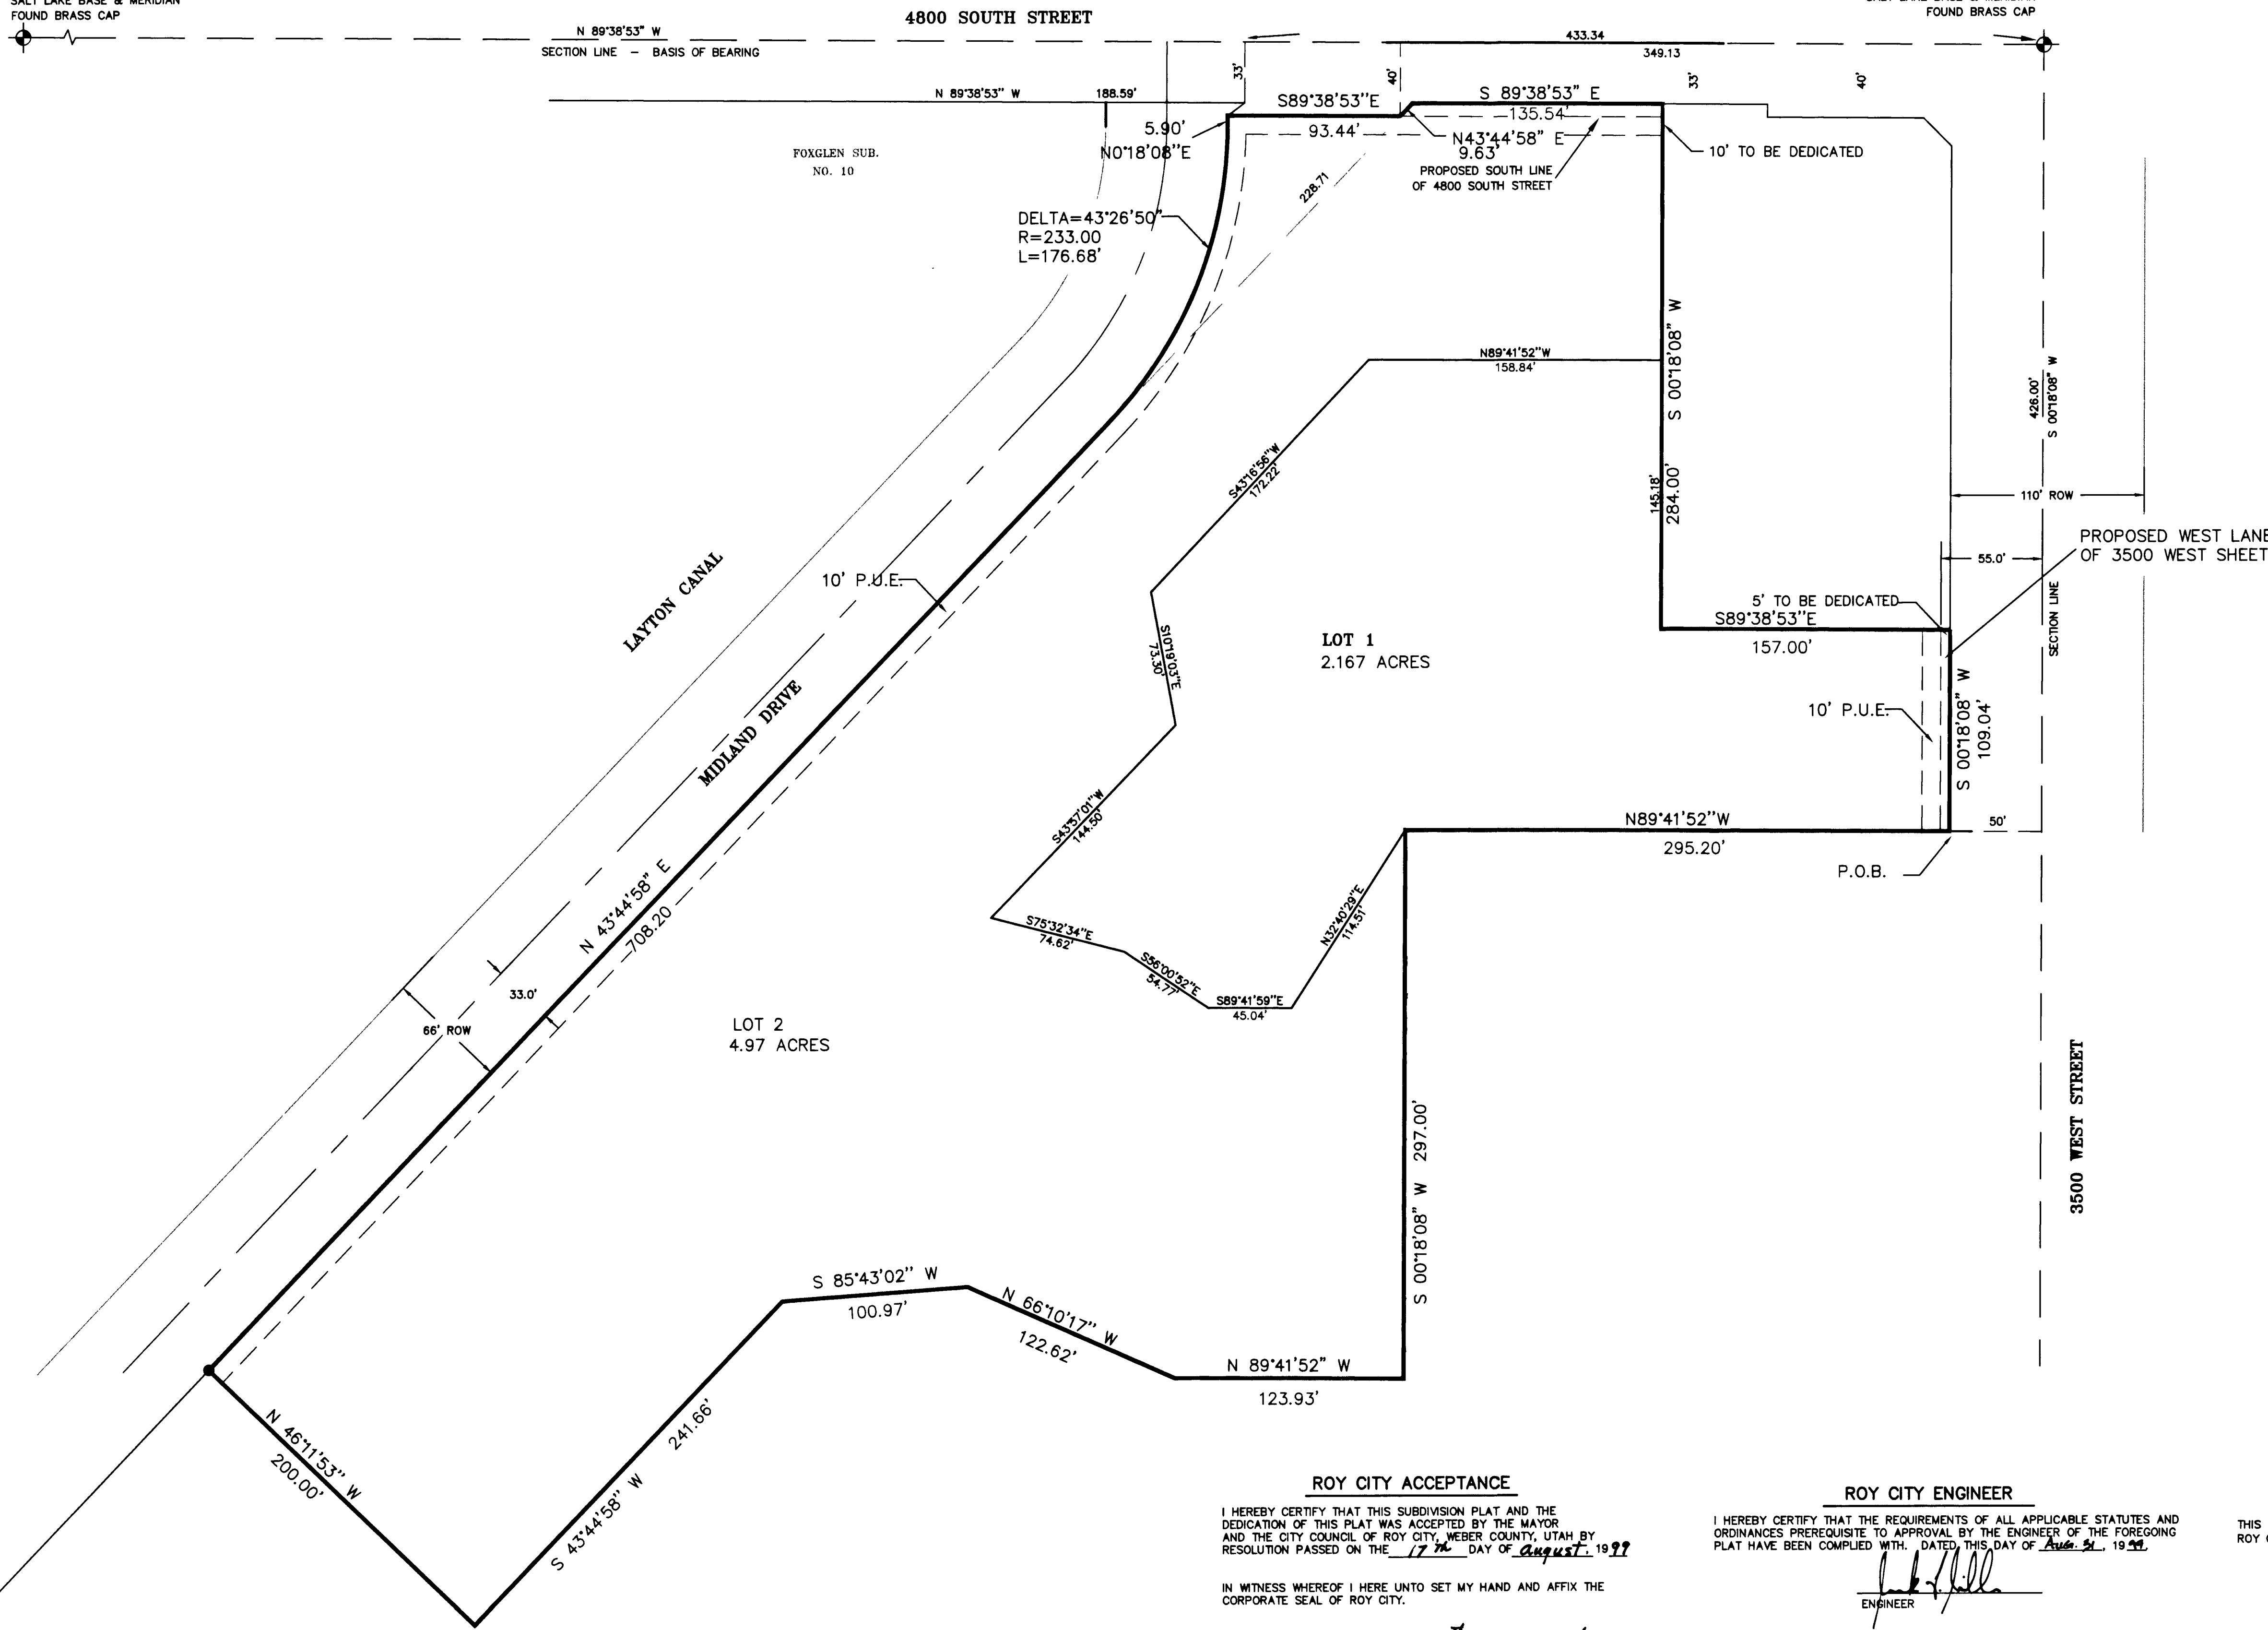 SALT LAKE BASE & MERIDIAN
FOUND BRASS CAP
4800 SOUTH STREET
FOUND BRASS CAP
N 89°38'53" W
SECTION LINE - BASIS OF BEARING
433.34
349.13
33'
40'
33'
40'
N 89°38'53" W
188.59'
S89°38'53"E
93.44'
S 89°38'53" E
135.54'
5.90'
N0°18'08"E
N43°44'58" E
9.63'
10' TO BE DEDICATED
FOXGLEN SUB.
NO. 10
PROPOSED SOUTH LINE
OF 4800 SOUTH STREET
228.71
DELTA=43°26'50"
R=233.00
L=176.68'
N89°41'52"W
158.84'
S 00°18'08" W
284.00'
145.18'
426.00'
S 00°18'08" W
S43°16'56"W
172.22'
110' ROW
PROPOSED WEST LANE
OF 3500 WEST SHEET
55.0'
LAYTON CANAL
10' P.U.E.
5' TO BE DEDICATED
S89°38'53"E
157.00'
SECTION LINE
S10°19'03"E
73.30'
LOT 1
2.167 ACRES
MIDLAND DRIVE
10' P.U.E.
S 00°18'08" W
109.04'
S43°57'01"W
144.50'
N89°41'52"W
295.20'
50'
P.O.B.
N 43°44'58" E
708.20
S75°32'34"E
74.62'
S56°00'52"E
54.77'
S89°41'59"E
45.04'
N32°40'29"E
114.51'
33.0'
66' ROW
LOT 2
4.97 ACRES
S 00°18'08" W 297.00'
3500 WEST STREET
S 85°43'02" W
100.97'
N 66°10'17" W
122.62'
N 89°41'52" W
123.93'
N 46°11'53" W
200.00'
241.66'
S 43°44'58" W
ROY CITY ACCEPTANCE
I HEREBY CERTIFY THAT THIS SUBDIVISION PLAT AND THE
DEDICATION OF THIS PLAT WAS ACCEPTED BY THE MAYOR
AND THE CITY COUNCIL OF ROY CITY, WEBER COUNTY, UTAH BY
RESOLUTION PASSED ON THE 17th DAY OF August, 1999
IN WITNESS WHEREOF I HERE UNTO SET MY HAND AND AFFIX THE
CORPORATE SEAL OF ROY CITY.
ROY CITY ENGINEER
I HEREBY CERTIFY THAT THE REQUIREMENTS OF ALL APPLICABLE STATUTES AND
ORDINANCES PREREQUISITE TO APPROVAL BY THE ENGINEER OF THE FOREGOING
PLAT HAVE BEEN COMPLIED WITH. DATED THIS DAY OF Aug. 31, 1999.
ENGINEER
THIS
ROY